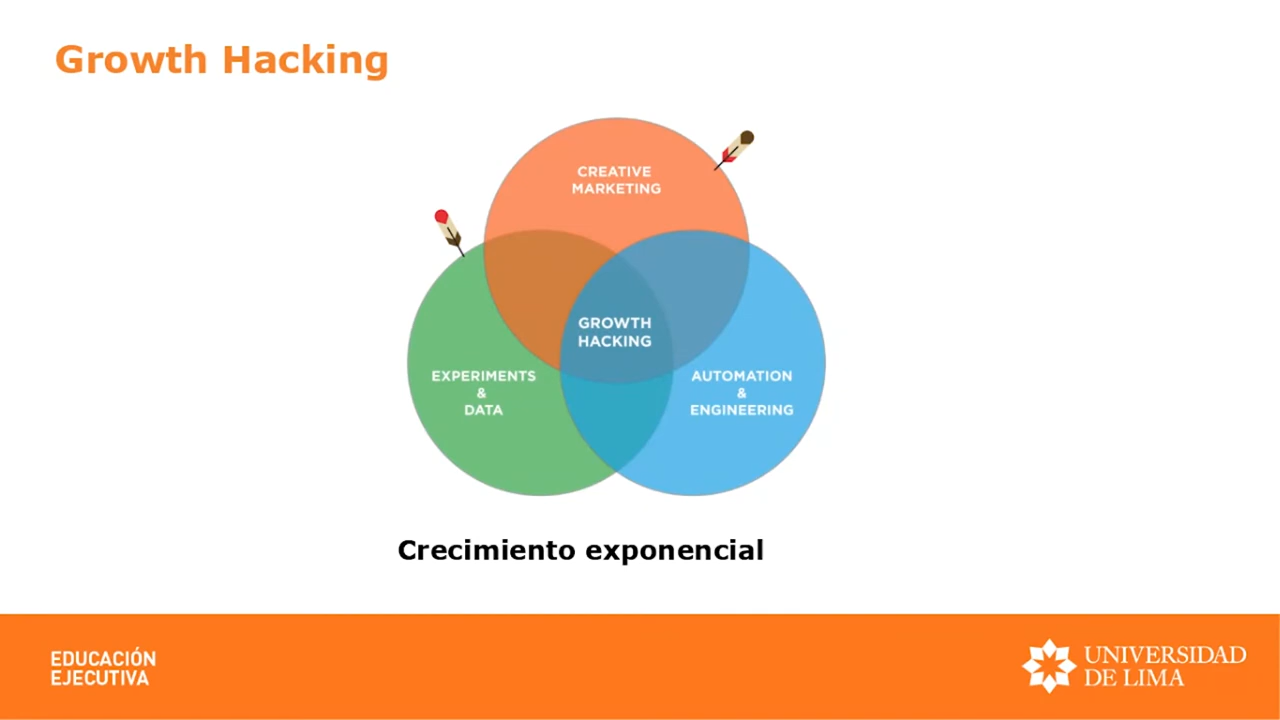 Growth Hacking
CREATIVE
MARKETING
GROWTH
HACKING
EXPERIMENTS
&
DATA
AUTOMATION
&
ENGINEERING
Crecimiento exponencial
EDUCACIÓN
EJECUTIVA
UNIVERSIDAD
DE LIMA